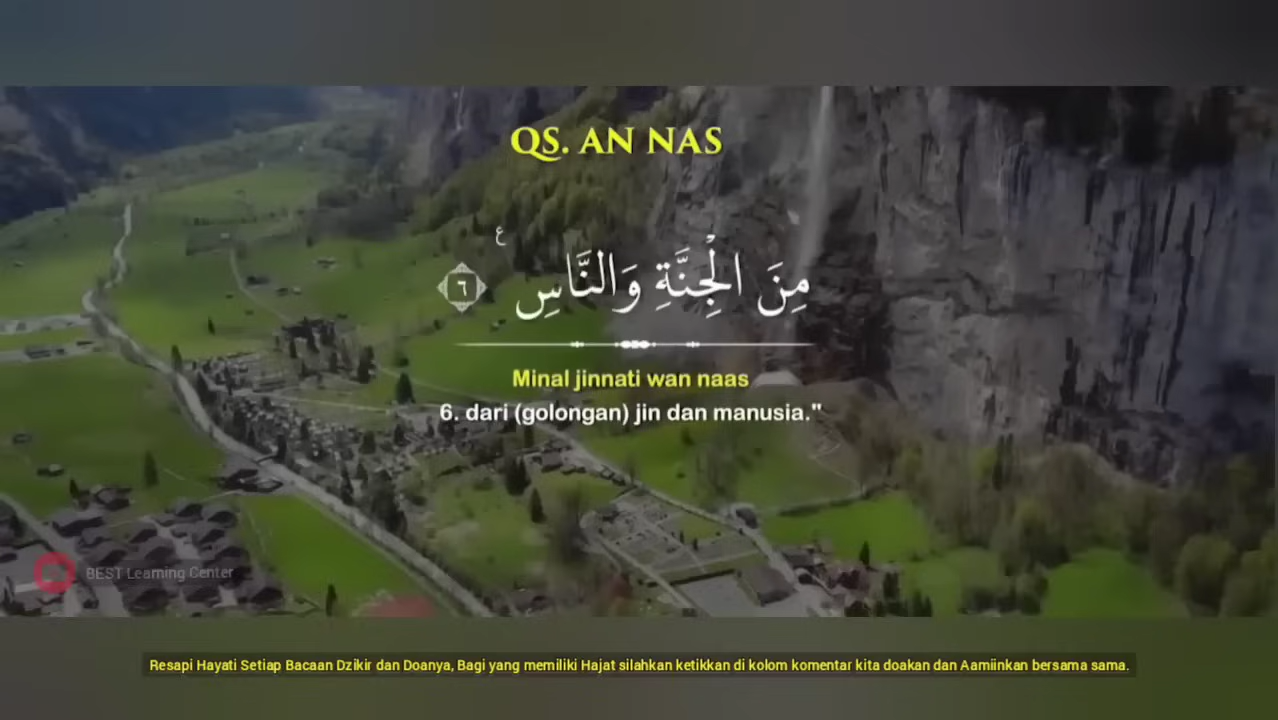 QS. AN NAS
ع
مِنَ الْجِنَّةِ وَالنَّاسِ ٦
Minal jinnati wan naas
6. dari (golongan) jin dan manusia."
BEST Learning Center
Resapi Hayati Setiap Bacaan Dzikir dan Doanya, Bagi yang memiliki Hajat silahkan ketikkan di kolom komentar kita doakan dan Aamiinkan bersama sama.